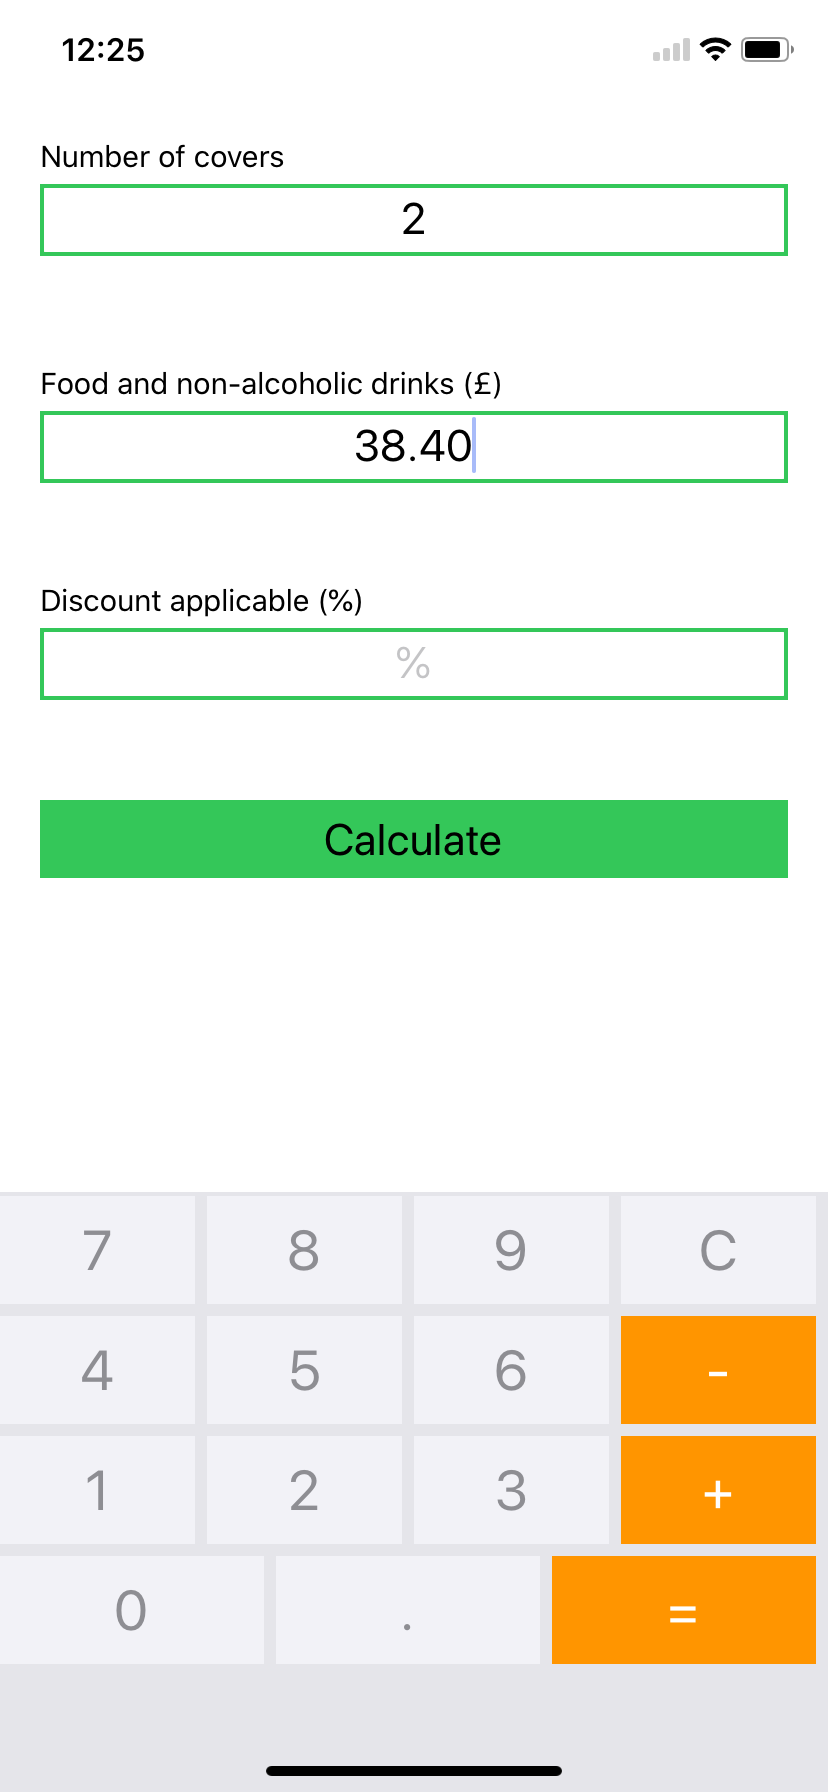 12:25
Number of covers
2
Food and non-alcoholic drinks (£)
38.40
Discount applicable (%)
%
Calculate
7 8 9 C
4 5 6 -
1 2 3 +
0 . =